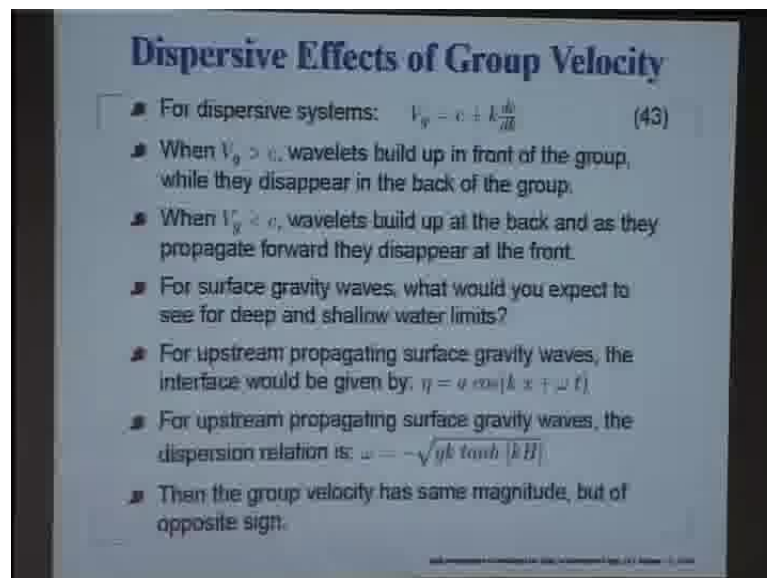 Dispersive Effects of Group Velocity
For dispersive systems: V_g = c + k dc/dk (43)
When V_g > c, wavelets build up in front of the group,
while they disappear in the back of the group.
When V_g < c, wavelets build up at the back and as they
propagate forward they disappear at the front.
For surface gravity waves, what would you expect to
see for deep and shallow water limits?
For upstream propagating surface gravity waves, the
interface would be given by: η = a cos(k x + ω t)
For upstream propagating surface gravity waves, the
dispersion relation is: ω = -√gk tanh |kH|
Then the group velocity has same magnitude, but of
opposite sign.